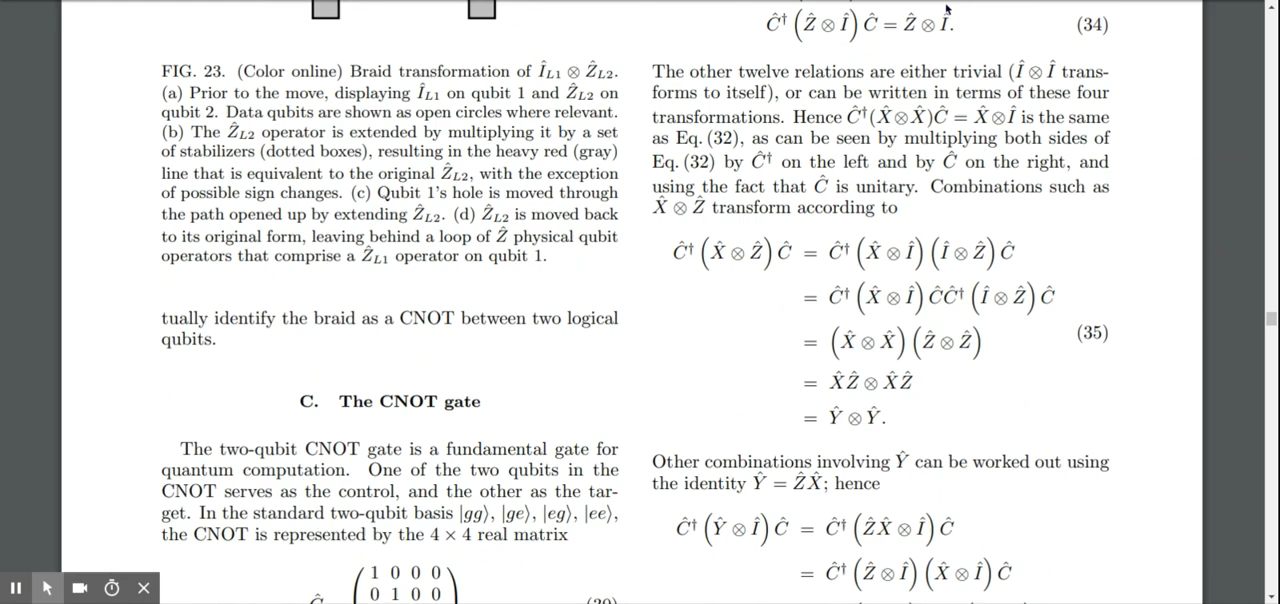 FIG. 23. (Color online) Braid transformation of Î_L1 ⊗ Ẑ_L2.
(a) Prior to the move, displaying Î_L1 on qubit 1 and Ẑ_L2 on
qubit 2. Data qubits are shown as open circles where relevant.
(b) The Ẑ_L2 operator is extended by multiplying it by a set
of stabilizers (dotted boxes), resulting in the heavy red (gray)
line that is equivalent to the original Ẑ_L2, with the exception
of possible sign changes. (c) Qubit 1's hole is moved through
the path opened up by extending Ẑ_L2. (d) Ẑ_L2 is moved back
to its original form, leaving behind a loop of Ẑ physical qubit
operators that comprise a Ẑ_L1 operator on qubit 1.
tually identify the braid as a CNOT between two logical
qubits.
C. The CNOT gate
The two-qubit CNOT gate is a fundamental gate for
quantum computation. One of the two qubits in the
CNOT serves as the control, and the other as the tar-
get. In the standard two-qubit basis |gg⟩, |ge⟩, |eg⟩, |ee⟩,
the CNOT is represented by the 4 × 4 real matrix
1 0 0 0
0 1 0 0
Ĉ†(Ẑ ⊗ Î)Ĉ = Ẑ ⊗ Î. (34)
The other twelve relations are either trivial (Î ⊗ Î trans-
forms to itself), or can be written in terms of these four
transformations. Hence Ĉ†(X̂⊗X̂)Ĉ = X̂⊗Î is the same
as Eq. (32), as can be seen by multiplying both sides of
Eq. (32) by Ĉ† on the left and by Ĉ on the right, and
using the fact that Ĉ is unitary. Combinations such as
X̂ ⊗ Ẑ transform according to
Ĉ†(X̂ ⊗ Ẑ)Ĉ = Ĉ†(X̂ ⊗ Î)(Î ⊗ Ẑ)Ĉ
= Ĉ†(X̂ ⊗ Î)ĈĈ†(Î ⊗ Ẑ)Ĉ
= (X̂ ⊗ X̂)(Ẑ ⊗ Ẑ) (35)
= X̂Ẑ ⊗ X̂Ẑ
= Ŷ ⊗ Ŷ.
Other combinations involving Ŷ can be worked out using
the identity Ŷ = ẐX̂; hence
Ĉ†(Ŷ ⊗ Î)Ĉ = Ĉ†(ẐX̂ ⊗ Î)Ĉ
= Ĉ†(Ẑ ⊗ Î)(X̂ ⊗ Î)Ĉ